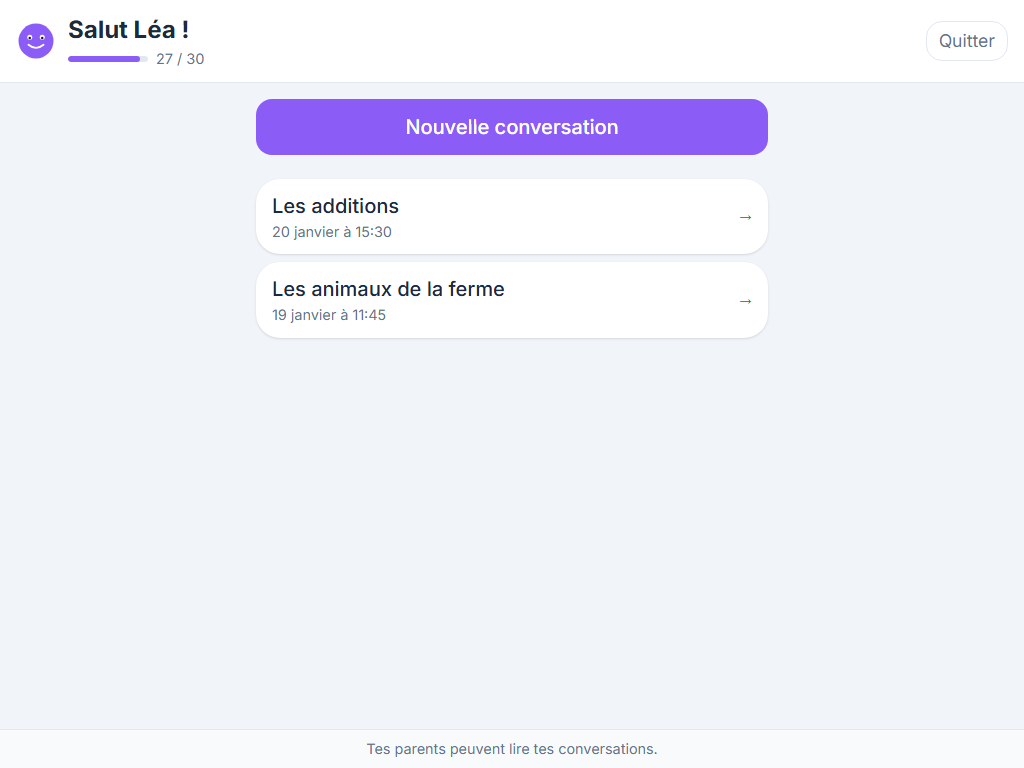 Salut Léa !
27 / 30
Quitter
Nouvelle conversation
Les additions
20 janvier à 15:30
→
Les animaux de la ferme
19 janvier à 11:45
→
Tes parents peuvent lire tes conversations.